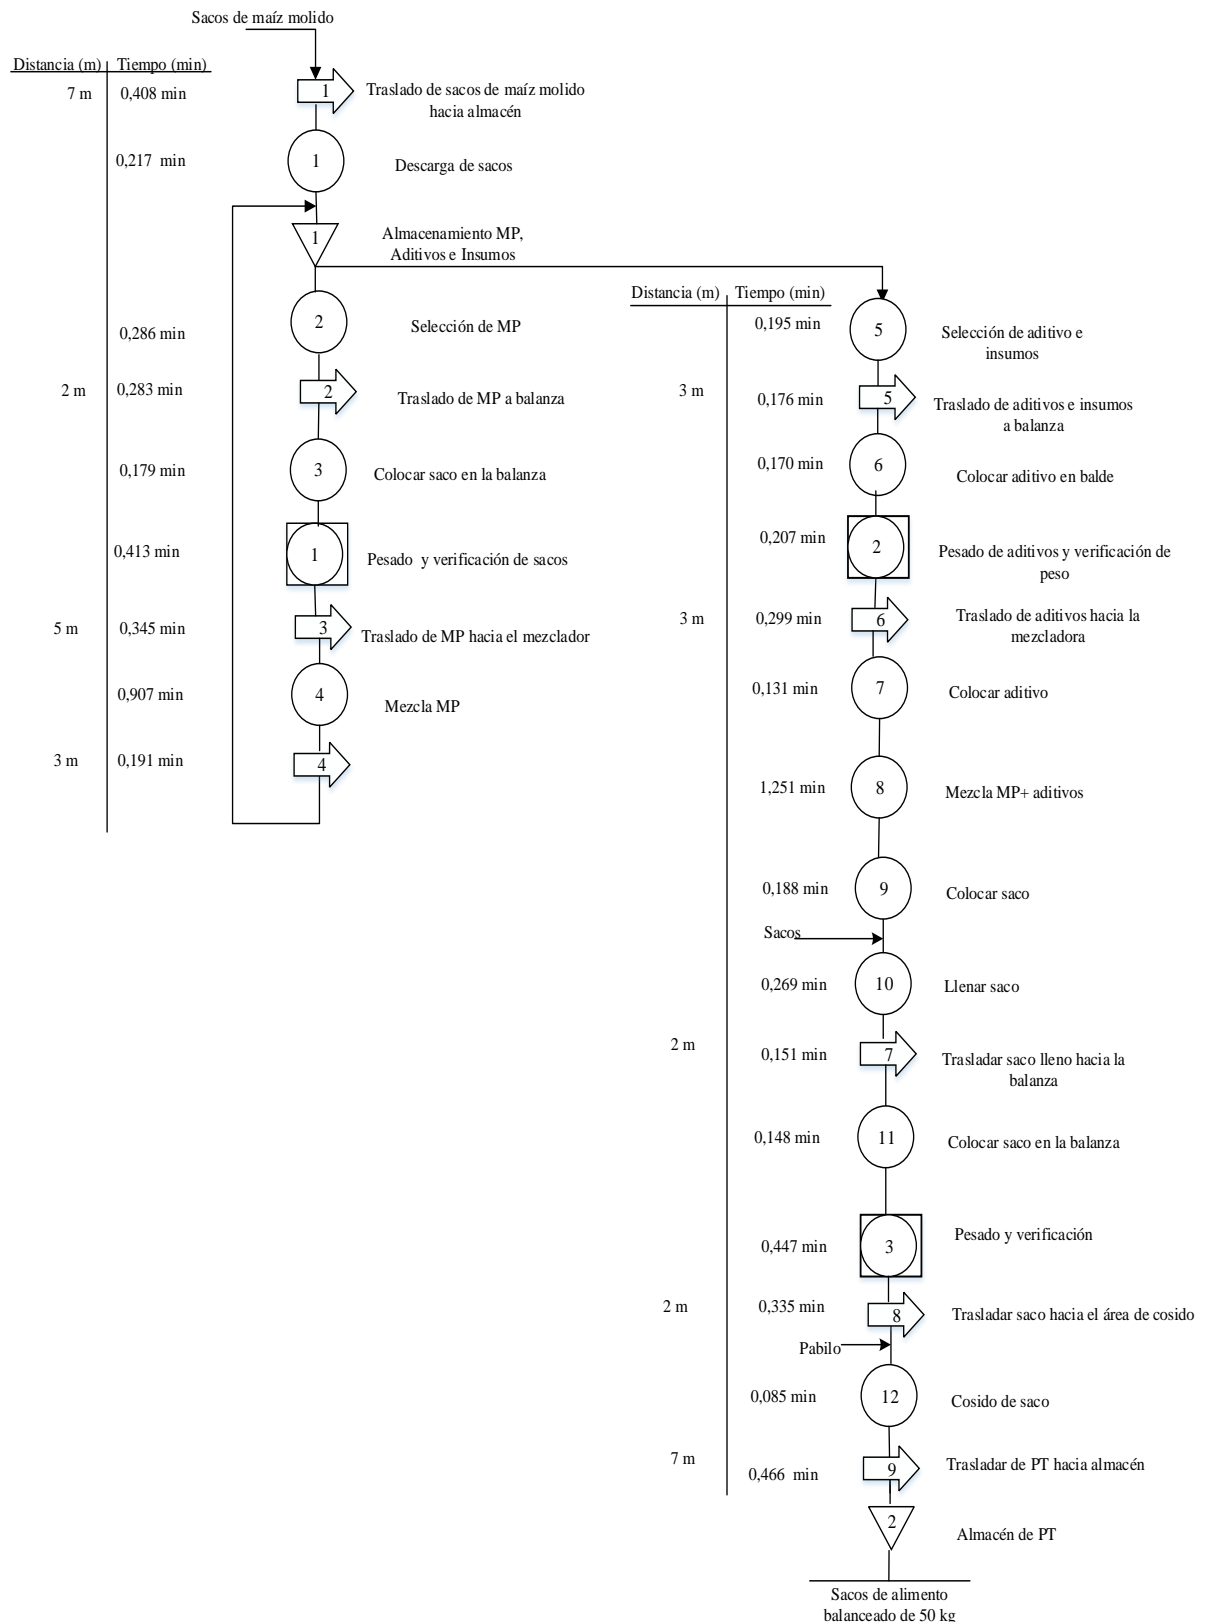 Sacos de maíz molido
Distancia (m) Tiempo (min)
7 m 0,408 min 1 Traslado de sacos de maíz molido
hacia almacén
0,217 min 1 Descarga de sacos
1 Almacenamiento MP,
Aditivos e Insumos
0,286 min 2 Selección de MP
2 m 0,283 min 2 Traslado de MP a balanza
0,179 min 3 Colocar saco en la balanza
0,413 min 1 Pesado y verificación de sacos
5 m 0,345 min 3 Traslado de MP hacia el mezclador
0,907 min 4 Mezcla MP
3 m 0,191 min 4
Distancia (m) Tiempo (min)
0,195 min 5 Selección de aditivo e
insumos
3 m 0,176 min 5 Traslado de aditivos e insumos
a balanza
0,170 min 6 Colocar aditivo en balde
0,207 min 2 Pesado de aditivos y verificación de
peso
3 m 0,299 min 6 Traslado de aditivos hacia la
mezcladora
0,131 min 7 Colocar aditivo
1,251 min 8 Mezcla MP+ aditivos
0,188 min 9 Colocar saco
Sacos
0,269 min 10 Llenar saco
2 m 0,151 min 7 Trasladar saco lleno hacia la
balanza
0,148 min 11 Colocar saco en la balanza
0,447 min 3 Pesado y verificación
2 m 0,335 min 8 Trasladar saco hacia el área de cosido
Pabilo
0,085 min 12 Cosido de saco
7 m 0,466 min 9 Trasladar de PT hacia almacén
2 Almacén de PT
Sacos de alimento
balanceado de 50 kg